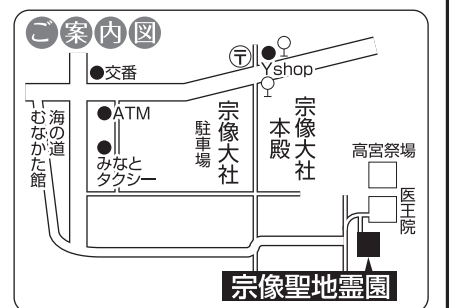 ご案内図
〒
Yshop
交番
ATM
みなと
タクシー
海の道
むなかた館
宗像大社
駐車場
宗像大社
本殿
高宮祭場
医王院
宗像聖地霊園